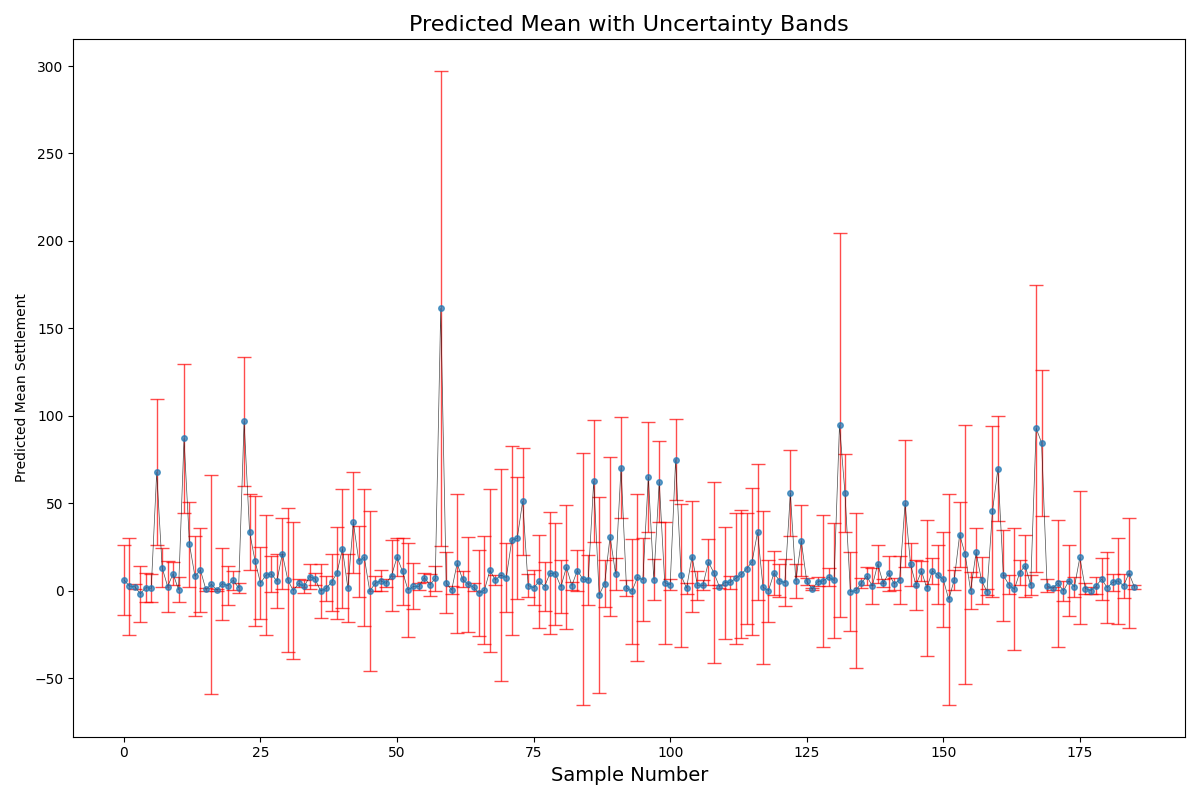 Predicted Mean with Uncertainty Bands
300
250
200
150
100
50
0
−50
Predicted Mean Settlement
0 25 50 75 100 125 150 175
Sample Number